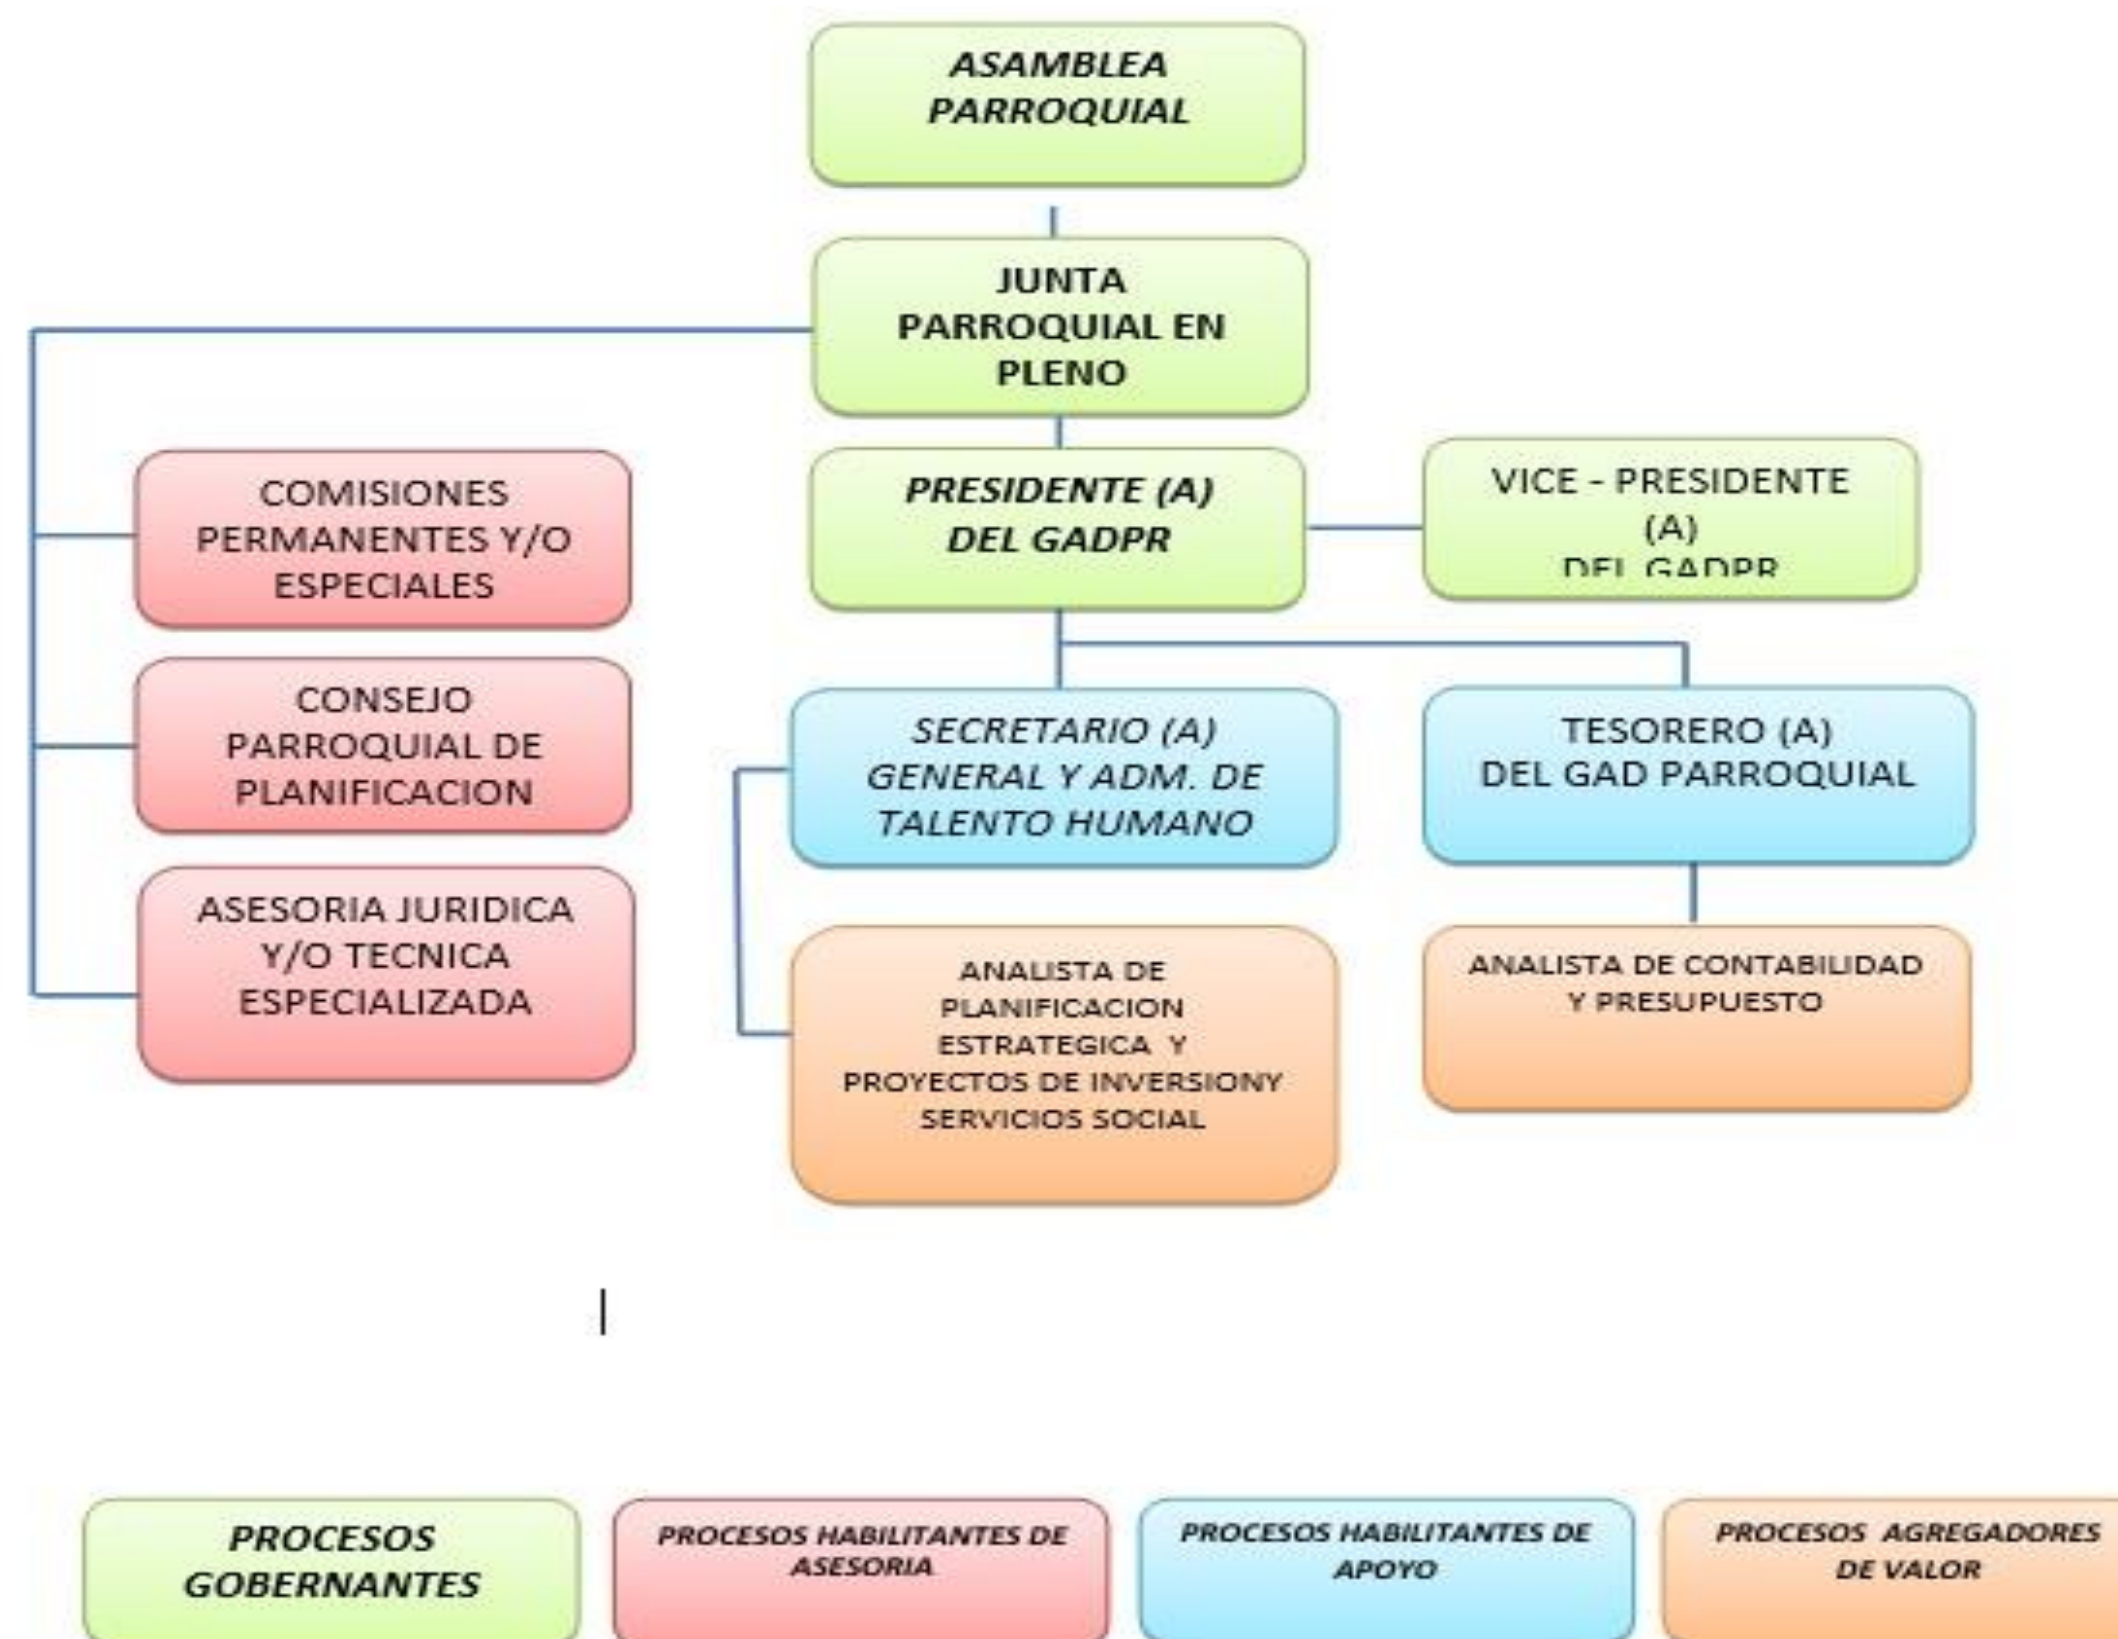 ASAMBLEA
PARROQUIAL
JUNTA
PARROQUIAL EN
PLENO
PRESIDENTE (A)
DEL GADPR
VICE - PRESIDENTE
(A)
DEL GADPR
COMISIONES
PERMANENTES Y/O
ESPECIALES
CONSEJO
PARROQUIAL DE
PLANIFICACION
ASESORIA JURIDICA
Y/O TECNICA
ESPECIALIZADA
SECRETARIO (A)
GENERAL Y ADM. DE
TALENTO HUMANO
TESORERO (A)
DEL GAD PARROQUIAL
ANALISTA DE
PLANIFICACION
ESTRATEGICA Y
PROYECTOS DE INVERSIONY
SERVICIOS SOCIAL
ANALISTA DE CONTABILIDAD
Y PRESUPUESTO
PROCESOS
GOBERNANTES
PROCESOS HABILITANTES DE
ASESORIA
PROCESOS HABILITANTES DE
APOYO
PROCESOS AGREGADORES
DE VALOR